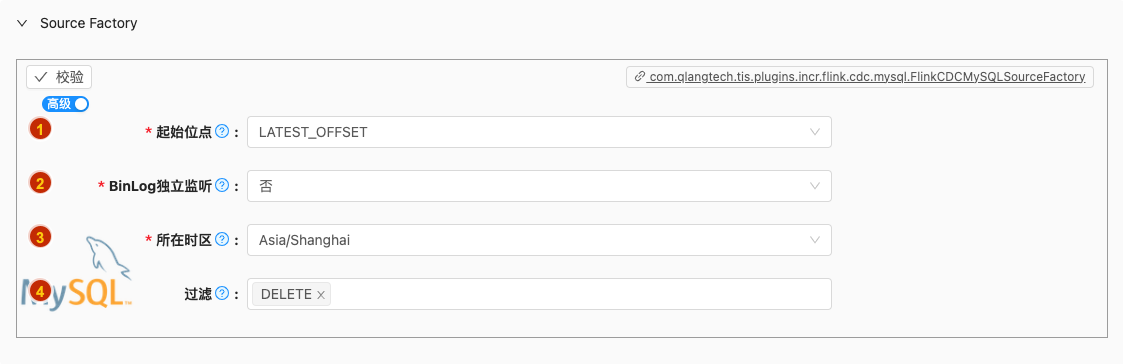 Source Factory
校验
com.qlangtech.tis.plugins.incr.flink.cdc.mysql.FlinkCDCMySQLSourceFactory
高级
1 * 起始位点 ? : LATEST_OFFSET
2 * BinLog独立监听 ? : 否
3 * 所在时区 ? : Asia/Shanghai
4 过滤 ? : DELETE ×
MySQL™